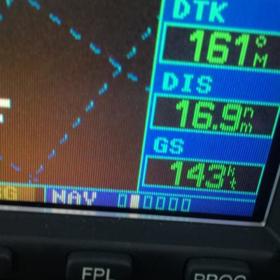 DTK
161°M
DIS
16.9nm
GS
143kt
NAV
FPL
PROC